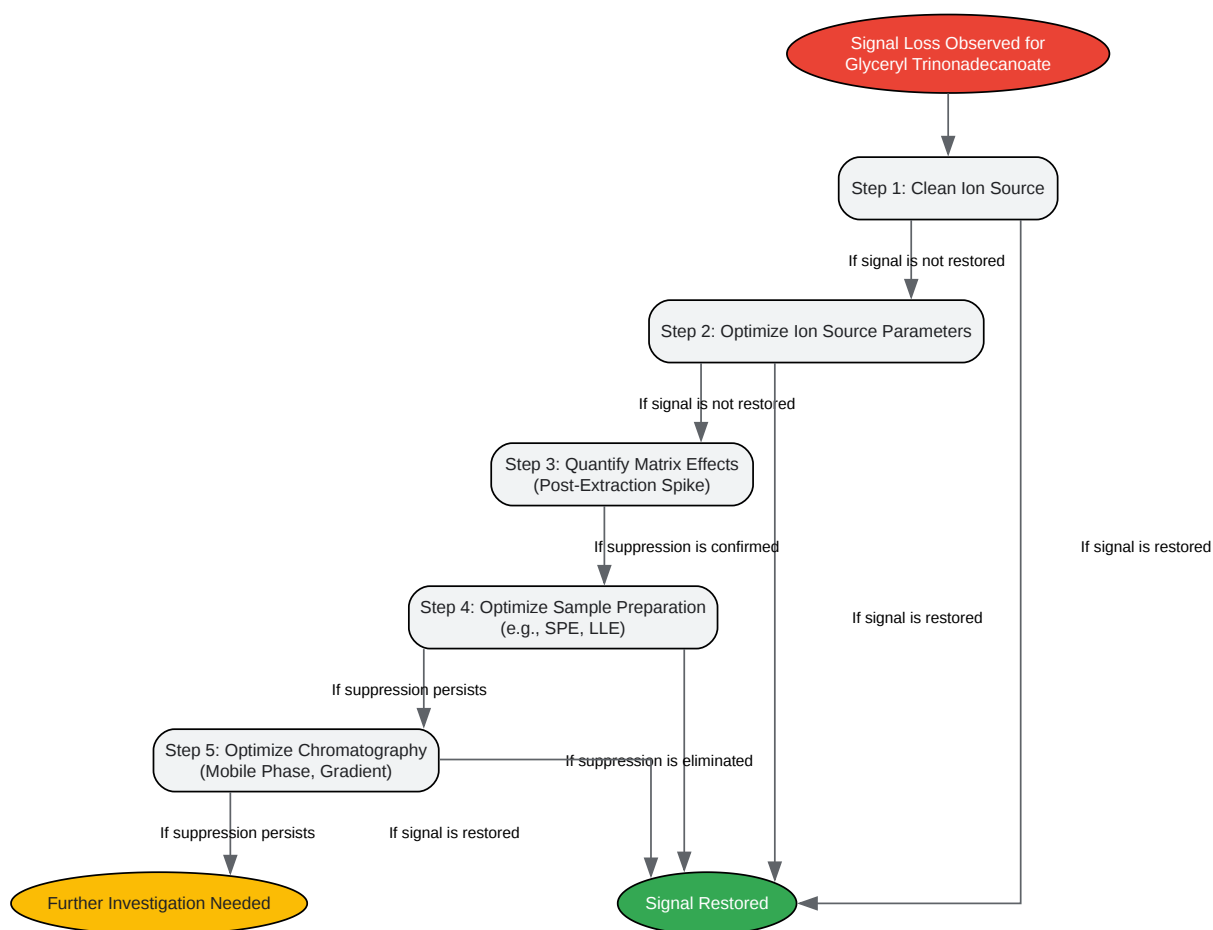 Signal Loss Observed for
Glyceryl Trinonadecanoate
Step 1: Clean Ion Source
If signal is not restored
Step 2: Optimize Ion Source Parameters
If signal is not restored
Step 3: Quantify Matrix Effects
(Post-Extraction Spike)
If suppression is confirmed
If signal is restored
Step 4: Optimize Sample Preparation
(e.g., SPE, LLE)
If signal is restored
If suppression persists
Step 5: Optimize Chromatography
(Mobile Phase, Gradient)
If suppression is eliminated
If suppression persists
If signal is restored
Further Investigation Needed
Signal Restored